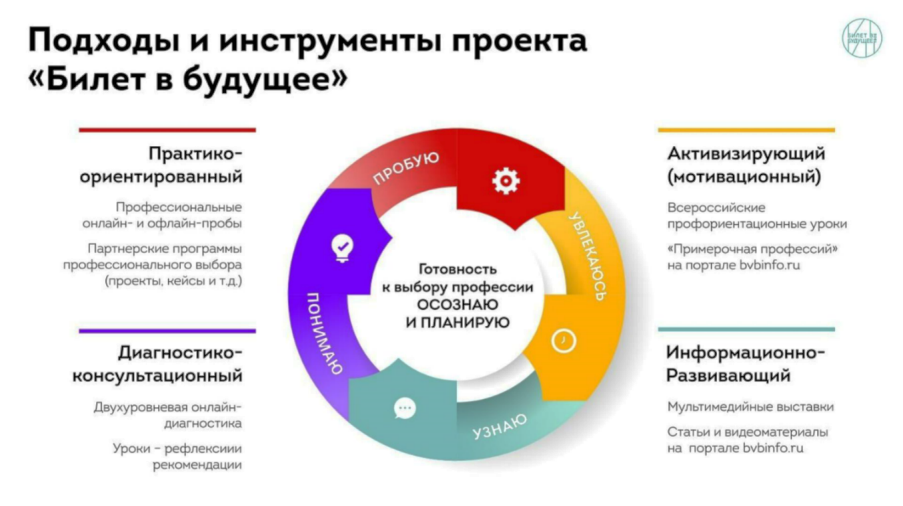 Подходы и инструменты проекта
«Билет в будущее»
БИЛЕТ В
БУДУЩЕЕ
Практико-
ориентированный
Профессиональные
онлайн- и офлайн-пробы
Партнерские программы
профессионального выбора
(проекты, кейсы и т.д.)
Диагностико-
консультационный
Двухуровневая онлайн-
диагностика
Уроки – рефлексиии
рекомендации
ПРОБУЮ
УВЛЕКАЮСЬ
ПОНИМАЮ
УЗНАЮ
Готовность
к выбору профессии
ОСОЗНАЮ
И ПЛАНИРУЮ
Активизирующий
(мотивационный)
Всероссийские
профориентационные уроки
«Примерочная профессий»
на портале bvbinfo.ru
Информационно-
Развивающий
Мультимедийные выставки
Статьи и видеоматериалы
на портале bvbinfo.ru